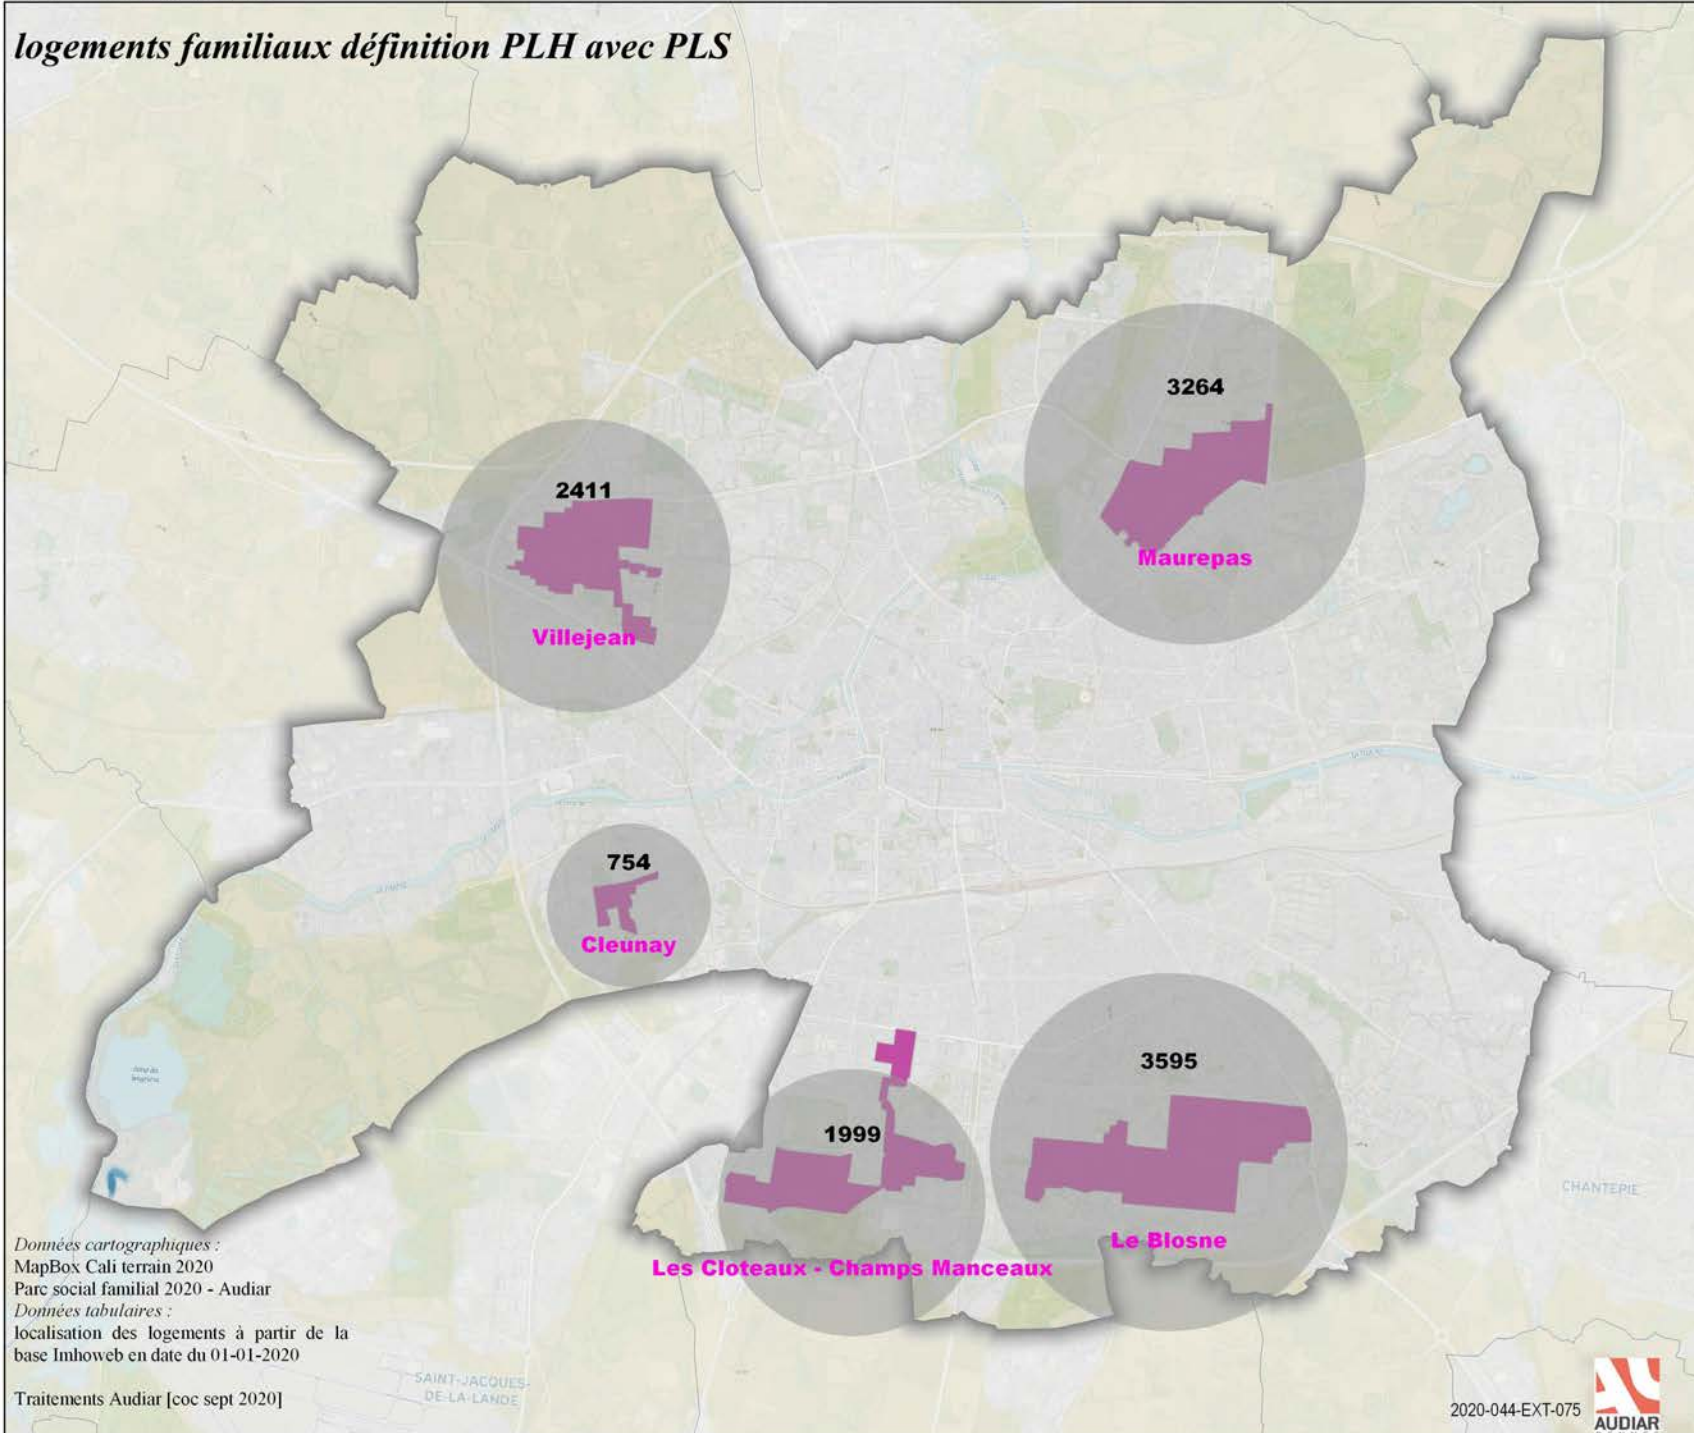 logements familiaux définition PLH avec PLS
3264
Maurepas
2411
Villejean
754
Cleunay
3595
Le Blosne
1999
Les Cloteaux - Champs Manceaux
CHANTEPIE
SAINT-JACQUES-
DE-LA-LANDE
Données cartographiques :
MapBox Cali terrain 2020
Parc social familial 2020 - Audiar
Données tabulaires :
localisation des logements à partir de la
base Imhoweb en date du 01-01-2020
Traitements Audiar [coc sept 2020]
2020-044-EXT-075
AUDIAR